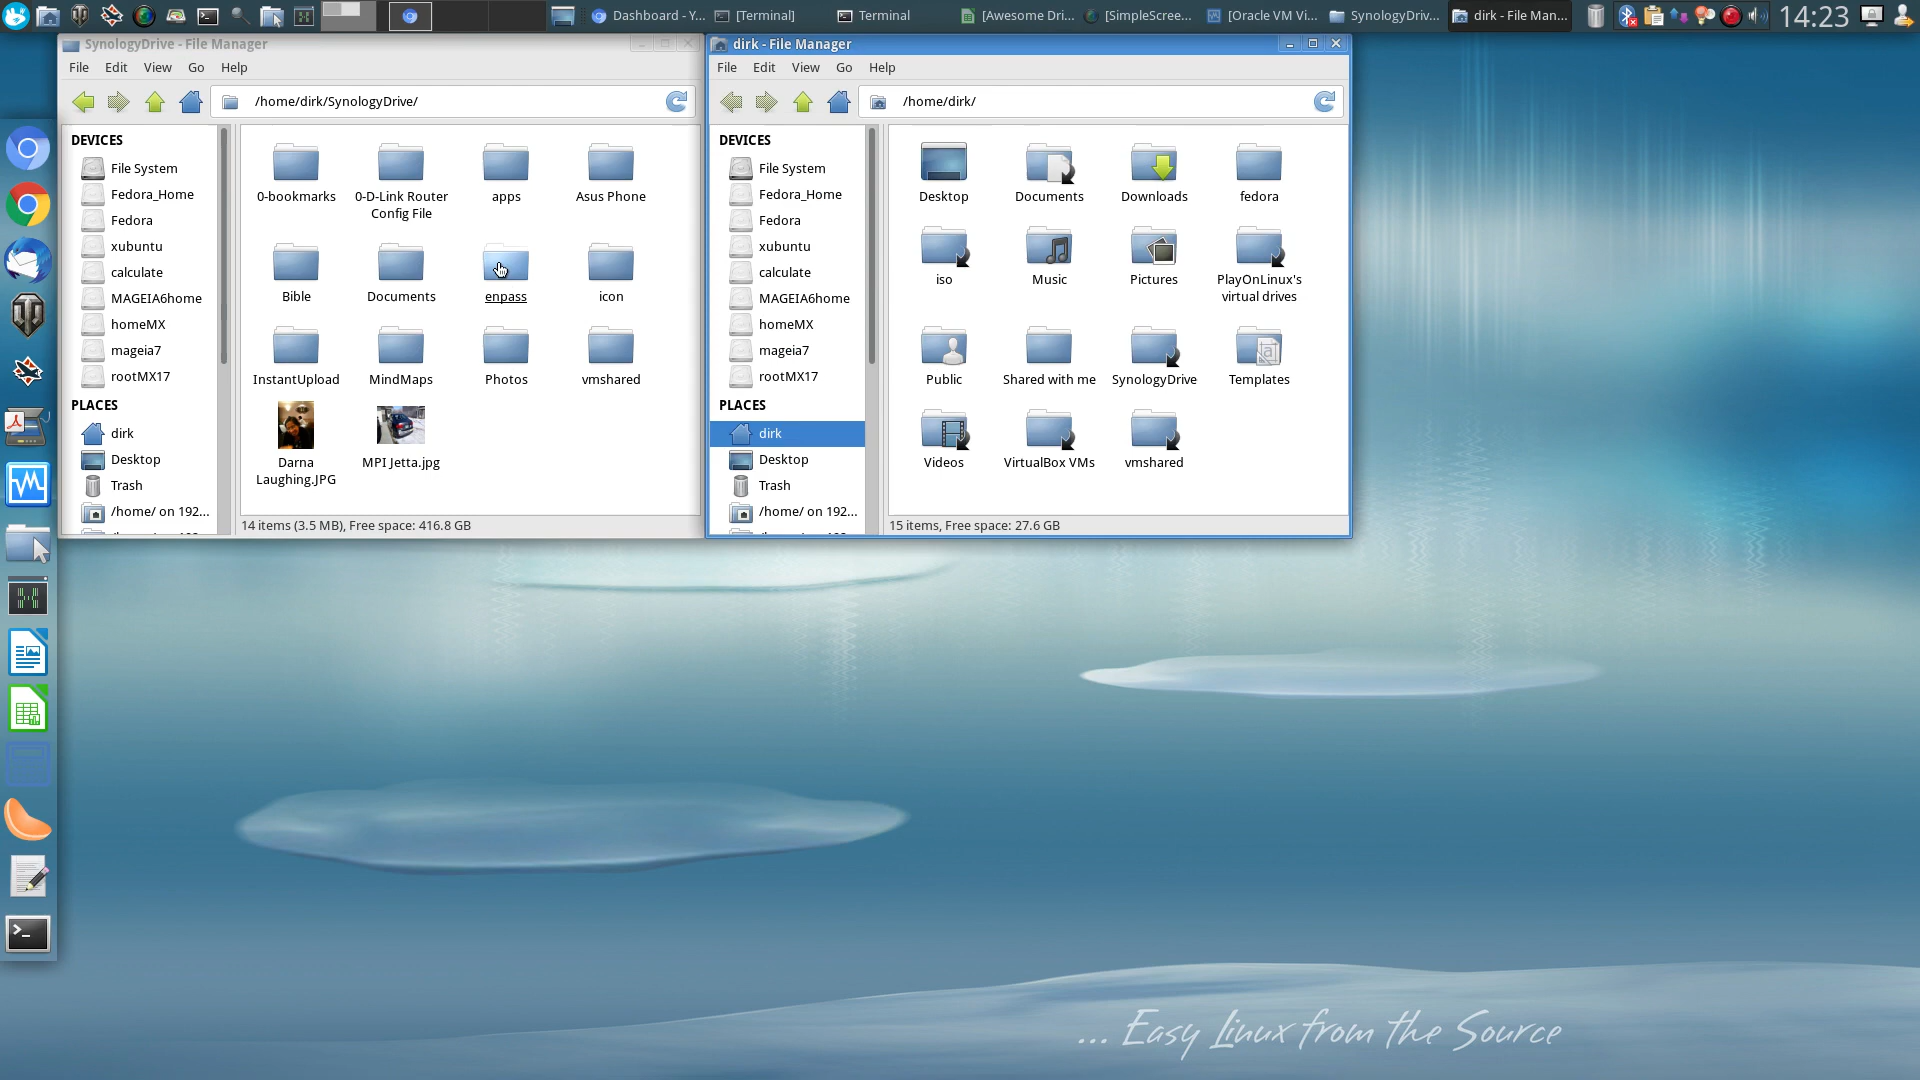 Dashboard - Y...
[Terminal]
Terminal
[Awesome Dri...
[SimpleScree...
[Oracle VM Vi...
SynologyDriv...
dirk - File Man...
14:23
SynologyDrive - File Manager
File Edit View Go Help
/home/dirk/SynologyDrive/
DEVICES
File System
Fedora_Home
Fedora
xubuntu
calculate
MAGEIA6home
homeMX
mageia7
rootMX17
PLACES
dirk
Desktop
Trash
/home/ on 192...
0-bookmarks
0-D-Link Router
Config File
apps
Asus Phone
Bible
Documents
enpass
icon
InstantUpload
MindMaps
Photos
vmshared
Darna
Laughing.JPG
MPI Jetta.jpg
14 items (3.5 MB), Free space: 416.8 GB
dirk - File Manager
File Edit View Go Help
/home/dirk/
DEVICES
File System
Fedora_Home
Fedora
xubuntu
calculate
MAGEIA6home
homeMX
mageia7
rootMX17
PLACES
dirk
Desktop
Trash
/home/ on 192...
Desktop
Documents
Downloads
fedora
iso
Music
Pictures
PlayOnLinux's
virtual drives
Public
Shared with me
SynologyDrive
Templates
Videos
VirtualBox VMs
vmshared
15 items, Free space: 27.6 GB
... Easy Linux from the Source